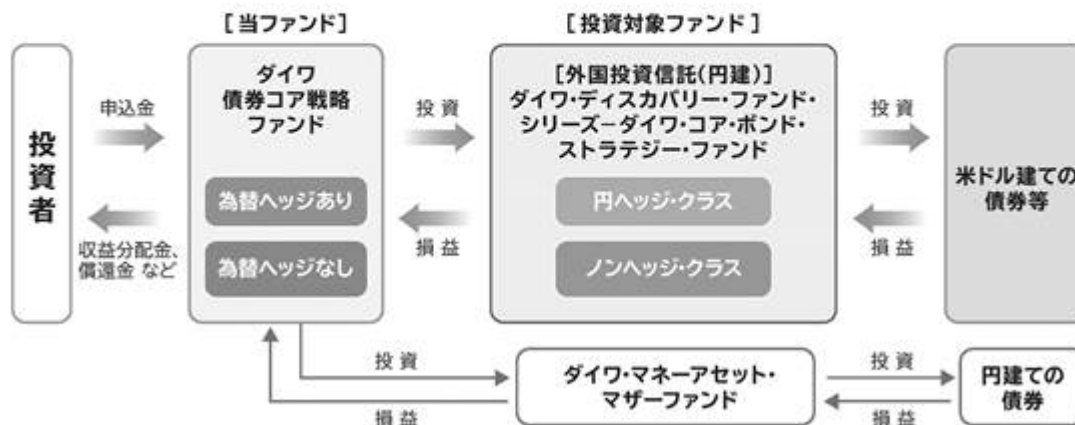 [当ファンド]
[投資対象ファンド]
投資者
申込金
収益分配金、
償還金 など
ダイワ
債券コア戦略
ファンド
為替ヘッジあり
為替ヘッジなし
投 資
損 益
[外国投資信託(円建)]
ダイワ・ディスカバリー・ファンド・
シリーズ－ダイワ・コア・ボンド・
ストラテジー・ファンド
円ヘッジ・クラス
ノンヘッジ・クラス
投 資
損 益
米ドル建ての
債券等
投 資
損 益
ダイワ・マネーアセット・
マザーファンド
投 資
損 益
円建ての
債券